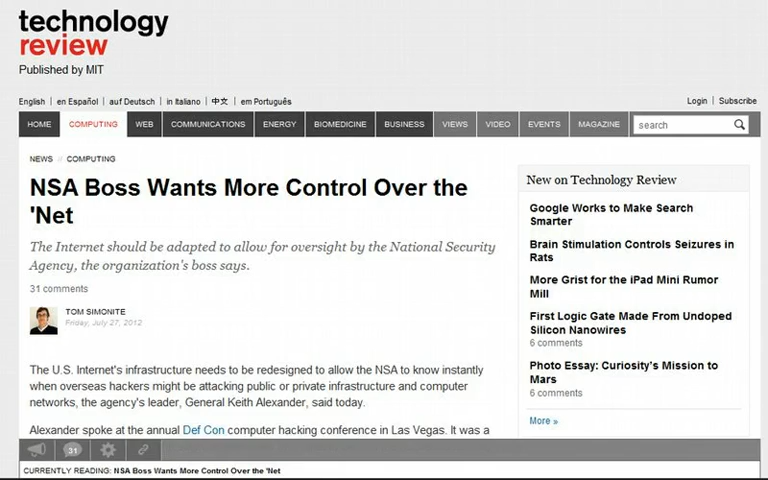 technology
review
Published by MIT
English | en Español | auf Deutsch | in Italiano | 中文 | em Português
Login | Subscribe
HOME COMPUTING WEB COMMUNICATIONS ENERGY BIOMEDICINE BUSINESS VIEWS VIDEO EVENTS MAGAZINE search
NEWS // COMPUTING
NSA Boss Wants More Control Over the
'Net
The Internet should be adapted to allow for oversight by the National Security
Agency, the organization's boss says.
31 comments
TOM SIMONITE
Friday, July 27, 2012
The U.S. Internet's infrastructure needs to be redesigned to allow the NSA to know instantly
when overseas hackers might be attacking public or private infrastructure and computer
networks, the agency's leader, General Keith Alexander, said today.
Alexander spoke at the annual Def Con computer hacking conference in Las Vegas. It was a
New on Technology Review
Google Works to Make Search
Smarter
Brain Stimulation Controls Seizures in
Rats
More Grist for the iPad Mini Rumor
Mill
First Logic Gate Made From Undoped
Silicon Nanowires
6 comments
Photo Essay: Curiosity's Mission to
Mars
6 comments
More »
31
CURRENTLY READING: NSA Boss Wants More Control Over the 'Net